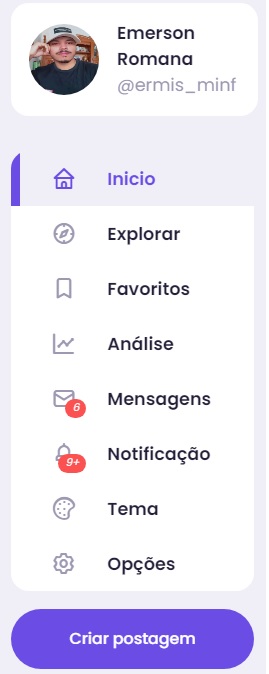 Emerson
Romana
@ermis_minf
Inicio
Explorar
Favoritos
Análise
Mensagens
6
Notificação
9+
Tema
Opções
Criar postagem